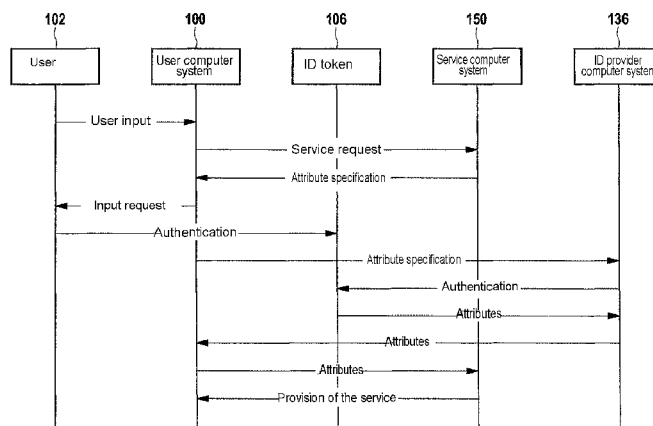 102 100 106 150 136
User
User computer
system
ID token
Service computer
system
ID provider
computer system
User input
Service request
Attribute specification
Input request
Authentication
Attribute specification
Authentication
Attributes
Attributes
Attributes
Provision of the service